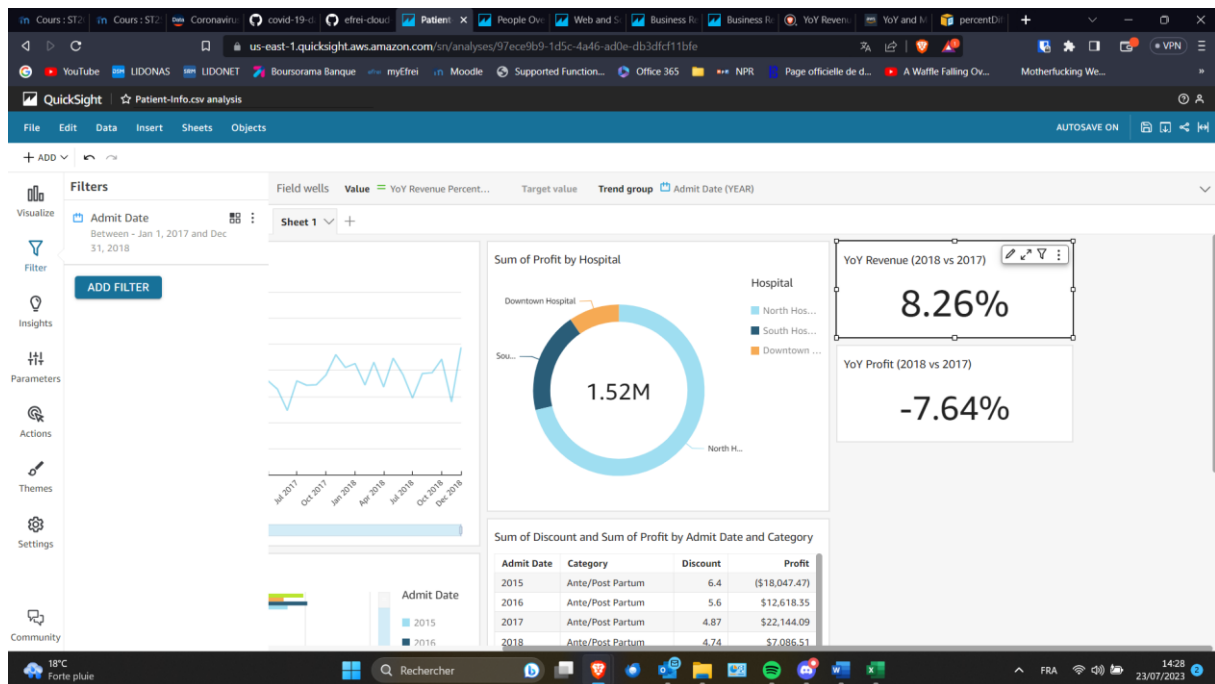 Cours : ST2
Cours : ST2
Coronaviru
covid-19-d
efrei-cloud
Patient
People Ove
Web and S
Business Re
Business Re
YoY Revenu
YoY and M
percentDif
us-east-1.quicksight.aws.amazon.com/sn/analyses/97ece9b9-1d5c-4a46-ad0e-db3dfcf11bfe
VPN
YouTube
LIDONAS
LIDONET
Boursorama Banque
myEfrei
Moodle
Supported Function...
Office 365
NPR
Page officielle de d...
A Waffle Falling Ov...
Motherfucking We...
»
QuickSight
Patient-Info.csv analysis
File Edit Data Insert Sheets Objects
AUTOSAVE ON
+ ADD
Visualize
Filter
Insights
Parameters
Actions
Themes
Settings
Community
Filters
Admit Date
Between - Jan 1, 2017 and Dec
31, 2018
ADD FILTER
Field wells
Value
YoY Revenue Percent...
Target value
Trend group
Admit Date (YEAR)
Sheet 1
Jul 2017
Oct 2017
Jan 2018
Apr 2018
Jul 2018
Oct 2018
Dec 2018
Admit Date
2015
2016
Sum of Profit by Hospital
Downtown Hospital
Sou...
1.52M
North H...
Hospital
North Hos...
South Hos...
Downtown ...
Sum of Discount and Sum of Profit by Admit Date and Category
Admit Date Category Discount Profit
2015 Ante/Post Partum 6.4 ($18,047.47)
2016 Ante/Post Partum 5.6 $12,618.35
2017 Ante/Post Partum 4.87 $22,144.09
2018 Ante/Post Partum 4.74 $7,086.51
YoY Revenue (2018 vs 2017)
8.26%
YoY Profit (2018 vs 2017)
-7.64%
18°C
Forte pluie
Rechercher
FRA
14:28
23/07/2023
2